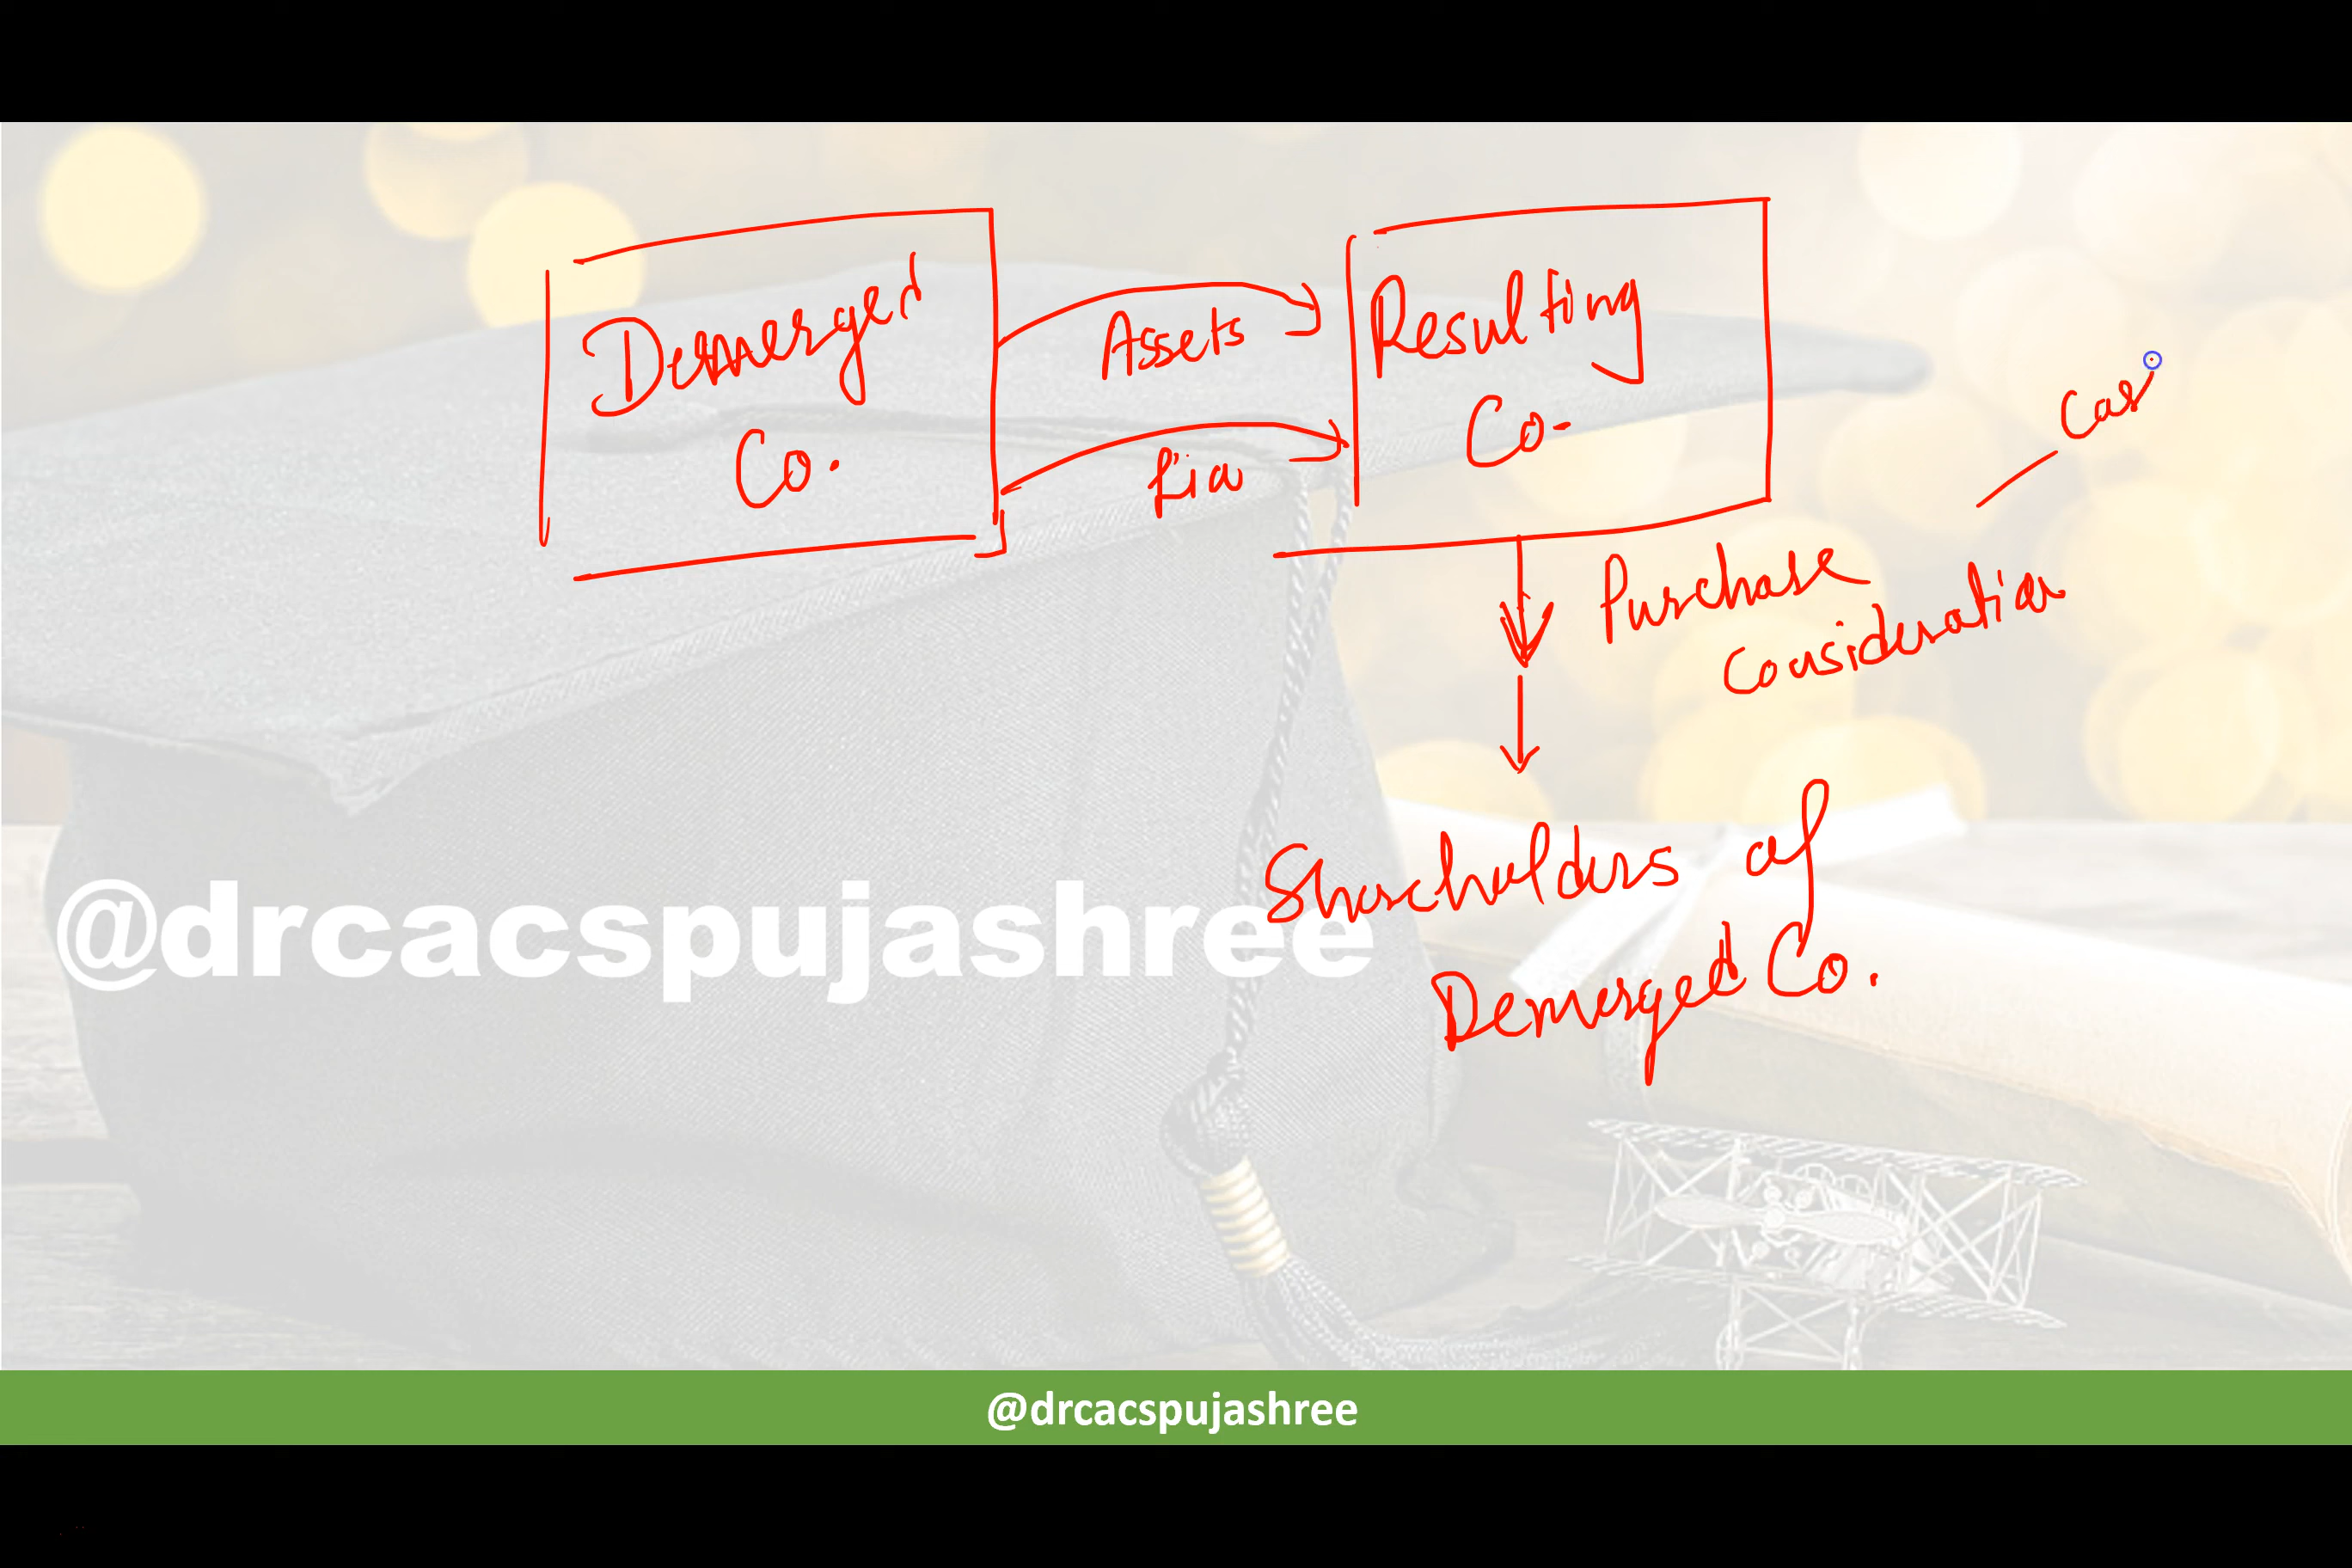 Demerged
Co.
Assets
Lia
Resulting
Co.
Cas
Purchase
Consideration
Shareholders of
Demerged Co.
@drcacspujashree
@drcacspujashree